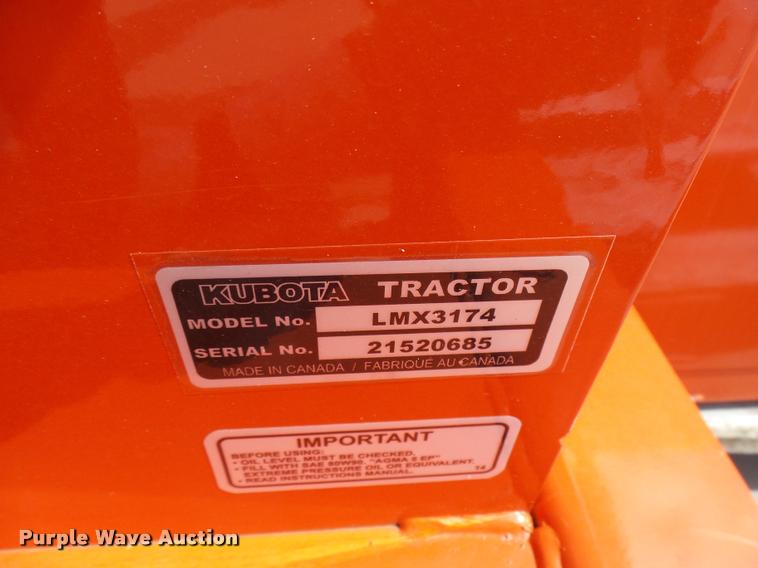 KUBOTA TRACTOR
MODEL No. LMX3174
SERIAL No. 21520685
MADE IN CANADA / FABRIQUÉ AU CANADA
IMPORTANT
BEFORE USING:
• OIL LEVEL MUST BE CHECKED.
• FILL WITH SAE 80W90, "AGMA 5 EP"
EXTREME PRESSURE OIL OR EQUIVALENT.
• READ INSTRUCTIONS MANUAL. 14
Purple Wave Auction